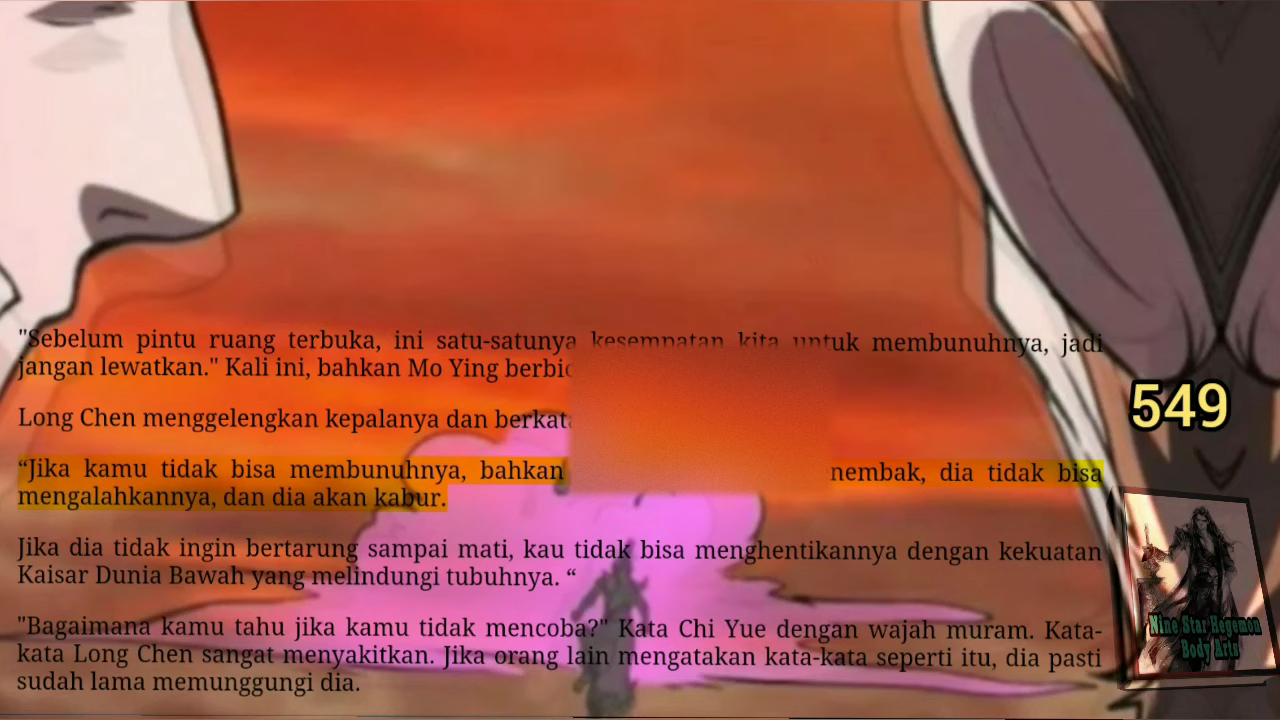 "Sebelum pintu ruang terbuka, ini satu-satunya kesempatan kita untuk membunuhnya, jadi
jangan lewatkan." Kali ini, bahkan Mo Ying
Long Chen menggelengkan kepalanya dan
“Jika kamu tidak bisa membunuhnya, bahkan dia tidak bisa
mengalahkannya, dan dia akan kabur.
Jika dia tidak ingin bertarung sampai mati, kau tidak bisa menghentikannya dengan kekuatan
Kaisar Dunia Bawah yang melindungi tubuhnya. “
"Bagaimana kamu tahu jika kamu tidak mencoba?" Kata Chi Yue dengan wajah muram. Kata-
kata Long Chen sangat menyakitkan. Jika orang lain mengatakan kata-kata seperti itu, dia pasti
sudah lama memunggungi dia.
549
Nine Star Hegemon
Body Arts